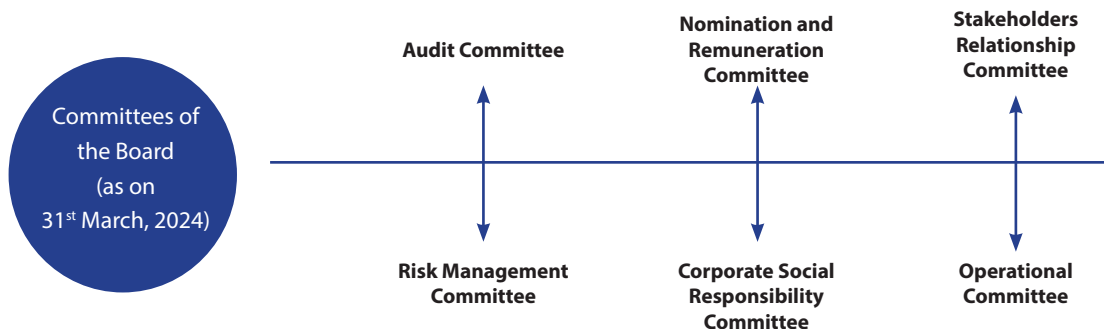 Committees of
the Board
(as on
31st March, 2024)
Audit Committee
Nomination and
Remuneration
Committee
Stakeholders
Relationship
Committee
Risk Management
Committee
Corporate Social
Responsibility
Committee
Operational
Committee